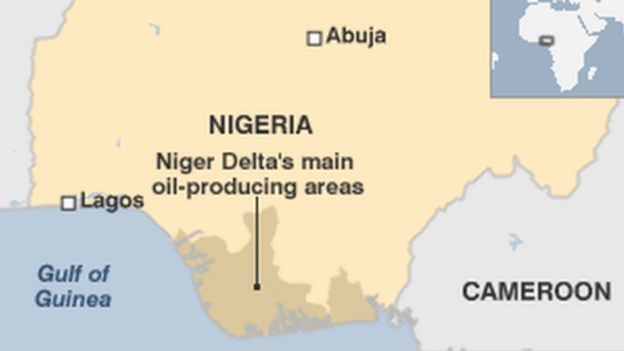 Abuja
NIGERIA
Niger Delta's main
oil-producing areas
Lagos
Gulf of
Guinea
CAMEROON